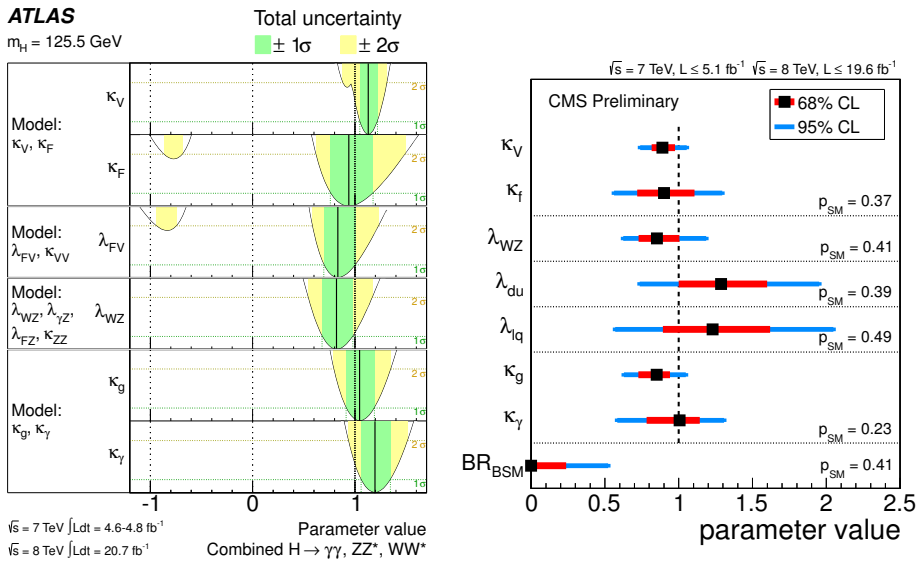 ATLAS
m_H = 125.5 GeV
Total uncertainty
± 1σ ± 2σ
Model:
κ_V, κ_F
κ_V
2σ
1σ
κ_F
2σ
1σ
Model:
λ_FV, κ_VV
λ_FV
2σ
1σ
Model:
λ_WZ, λ_γZ,
λ_FZ, κ_ZZ
λ_WZ
2σ
1σ
Model:
κ_g, κ_γ
κ_g
2σ
1σ
κ_γ
2σ
1σ
-1 0 1
√s = 7 TeV ∫Ldt = 4.6-4.8 fb⁻¹
√s = 8 TeV ∫Ldt = 20.7 fb⁻¹
Parameter value
Combined H → γγ, ZZ*, WW*
√s = 7 TeV, L ≤ 5.1 fb⁻¹ √s = 8 TeV, L ≤ 19.6 fb⁻¹
CMS Preliminary
68% CL
95% CL
κ_V
κ_f
p_SM = 0.37
λ_WZ
p_SM = 0.41
λ_du
p_SM = 0.39
λ_lq
p_SM = 0.49
κ_g
κ_γ
p_SM = 0.23
BR_BSM
p_SM = 0.41
0 0.5 1 1.5 2 2.5
parameter value